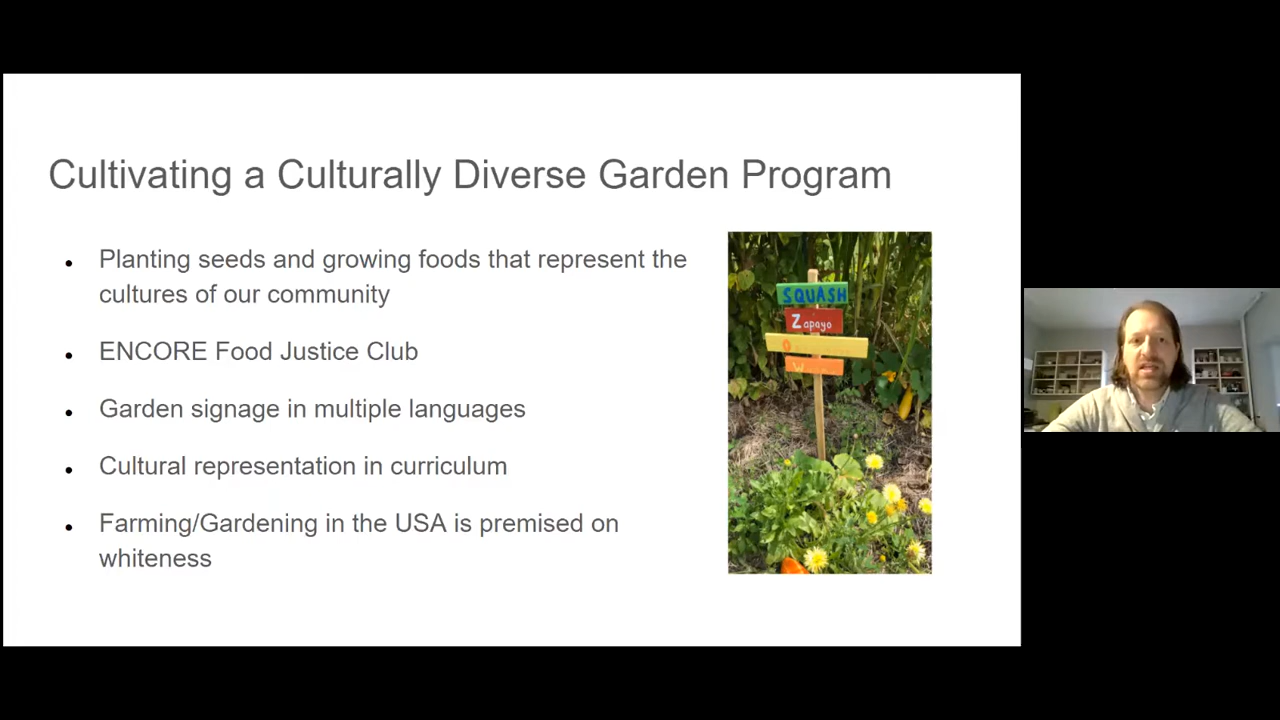 Cultivating a Culturally Diverse Garden Program
• Planting seeds and growing foods that represent the
cultures of our community
• ENCORE Food Justice Club
• Garden signage in multiple languages
• Cultural representation in curriculum
• Farming/Gardening in the USA is premised on
whiteness
SQUASH
Zapayo